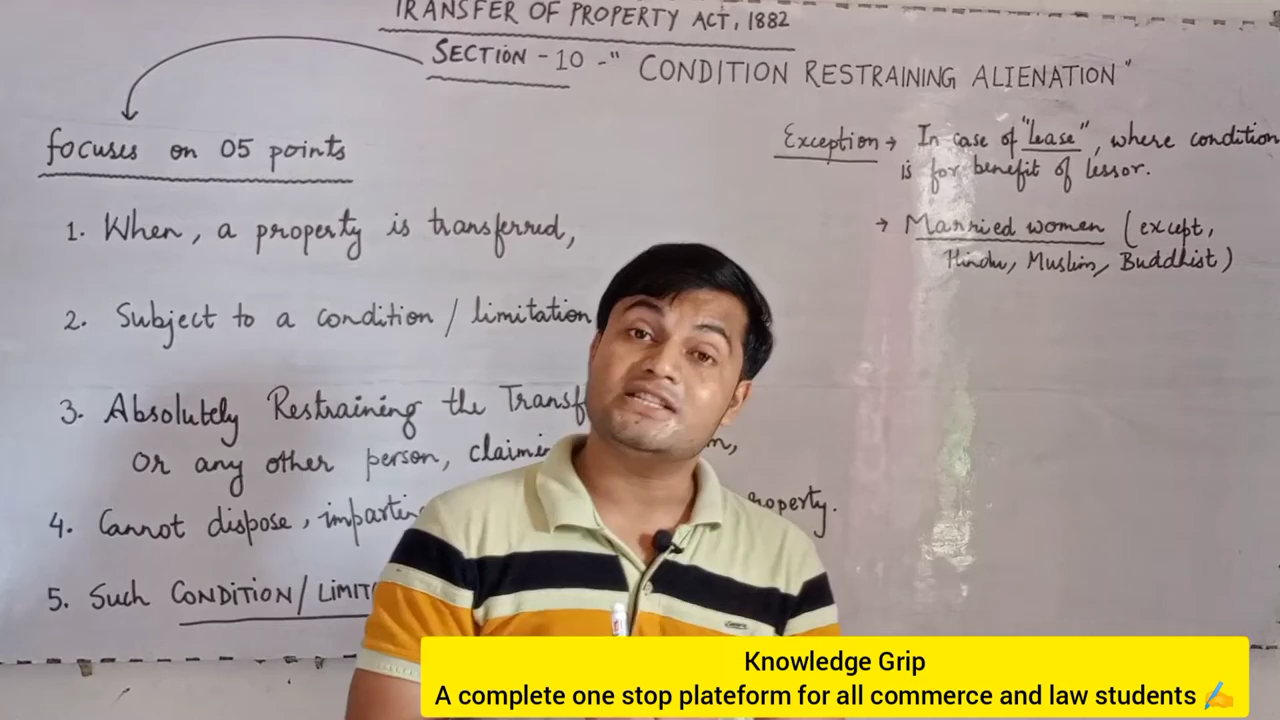 TRANSFER OF PROPERTY ACT, 1882
SECTION - 10 - " CONDITION RESTRAINING ALIENATION"
focuses on 05 points
1. When, a property is transferred,
2. Subject to a condition / limitation
3. Absolutely Restraining the Transf
or any other person, claimin
4. Cannot dispose, impartin
property.
5. Such CONDITION / LIMIT
Exception → In case of "lease", where condition
is for benefit of lessor.
→ Married women (except,
Hindu, Muslim, Buddhist)
Knowledge Grip
A complete one stop plateform for all commerce and law students ✍